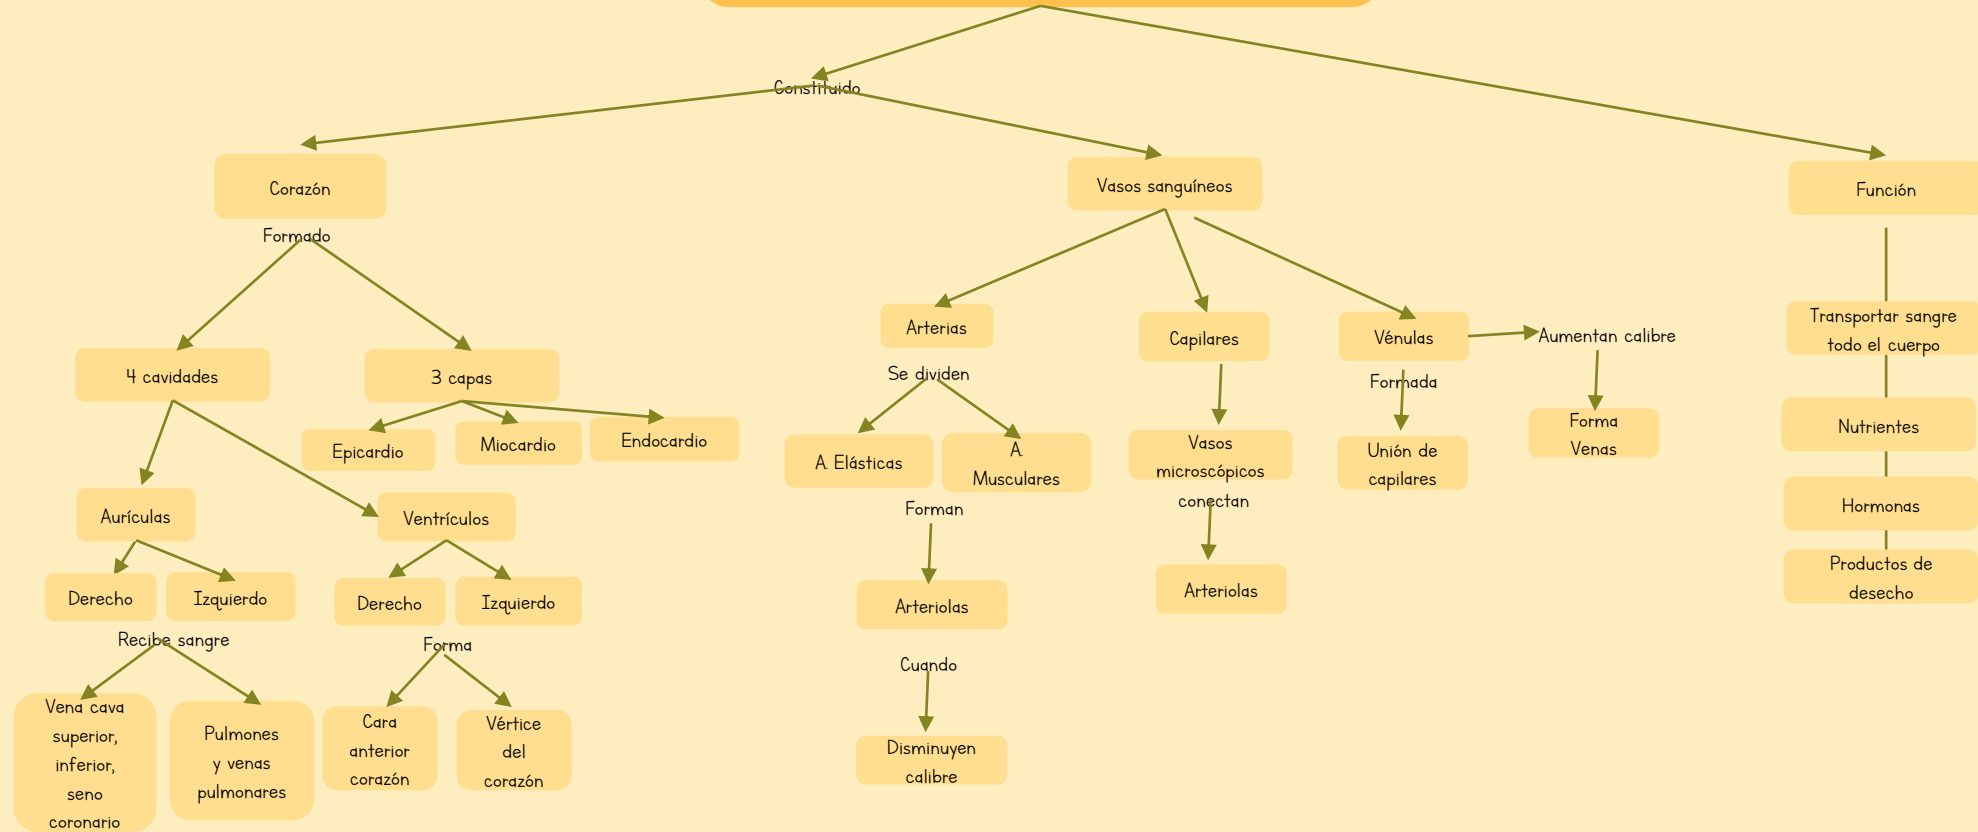 Constituido
Corazón
Vasos sanguíneos
Función
Formado
Arterias
Capilares
Vénulas
Aumentan calibre
Transportar sangre
todo el cuerpo
4 cavidades
3 capas
Se dividen
Formada
Epicardio
Miocardio
Endocardio
A. Elásticas
A.
Musculares
Vasos
microscópicos
conectan
Unión de
capilares
Forma
Venas
Nutrientes
Aurículas
Ventrículos
Forman
Hormonas
Derecho
Izquierdo
Derecho
Izquierdo
Arteriolas
Arteriolas
Productos de
desecho
Recibe sangre
Forma
Cuando
Vena cava
superior,
inferior,
seno
coronario
Pulmones
y venas
pulmonares
Cara
anterior
corazón
Vértice
del
corazón
Disminuyen
calibre